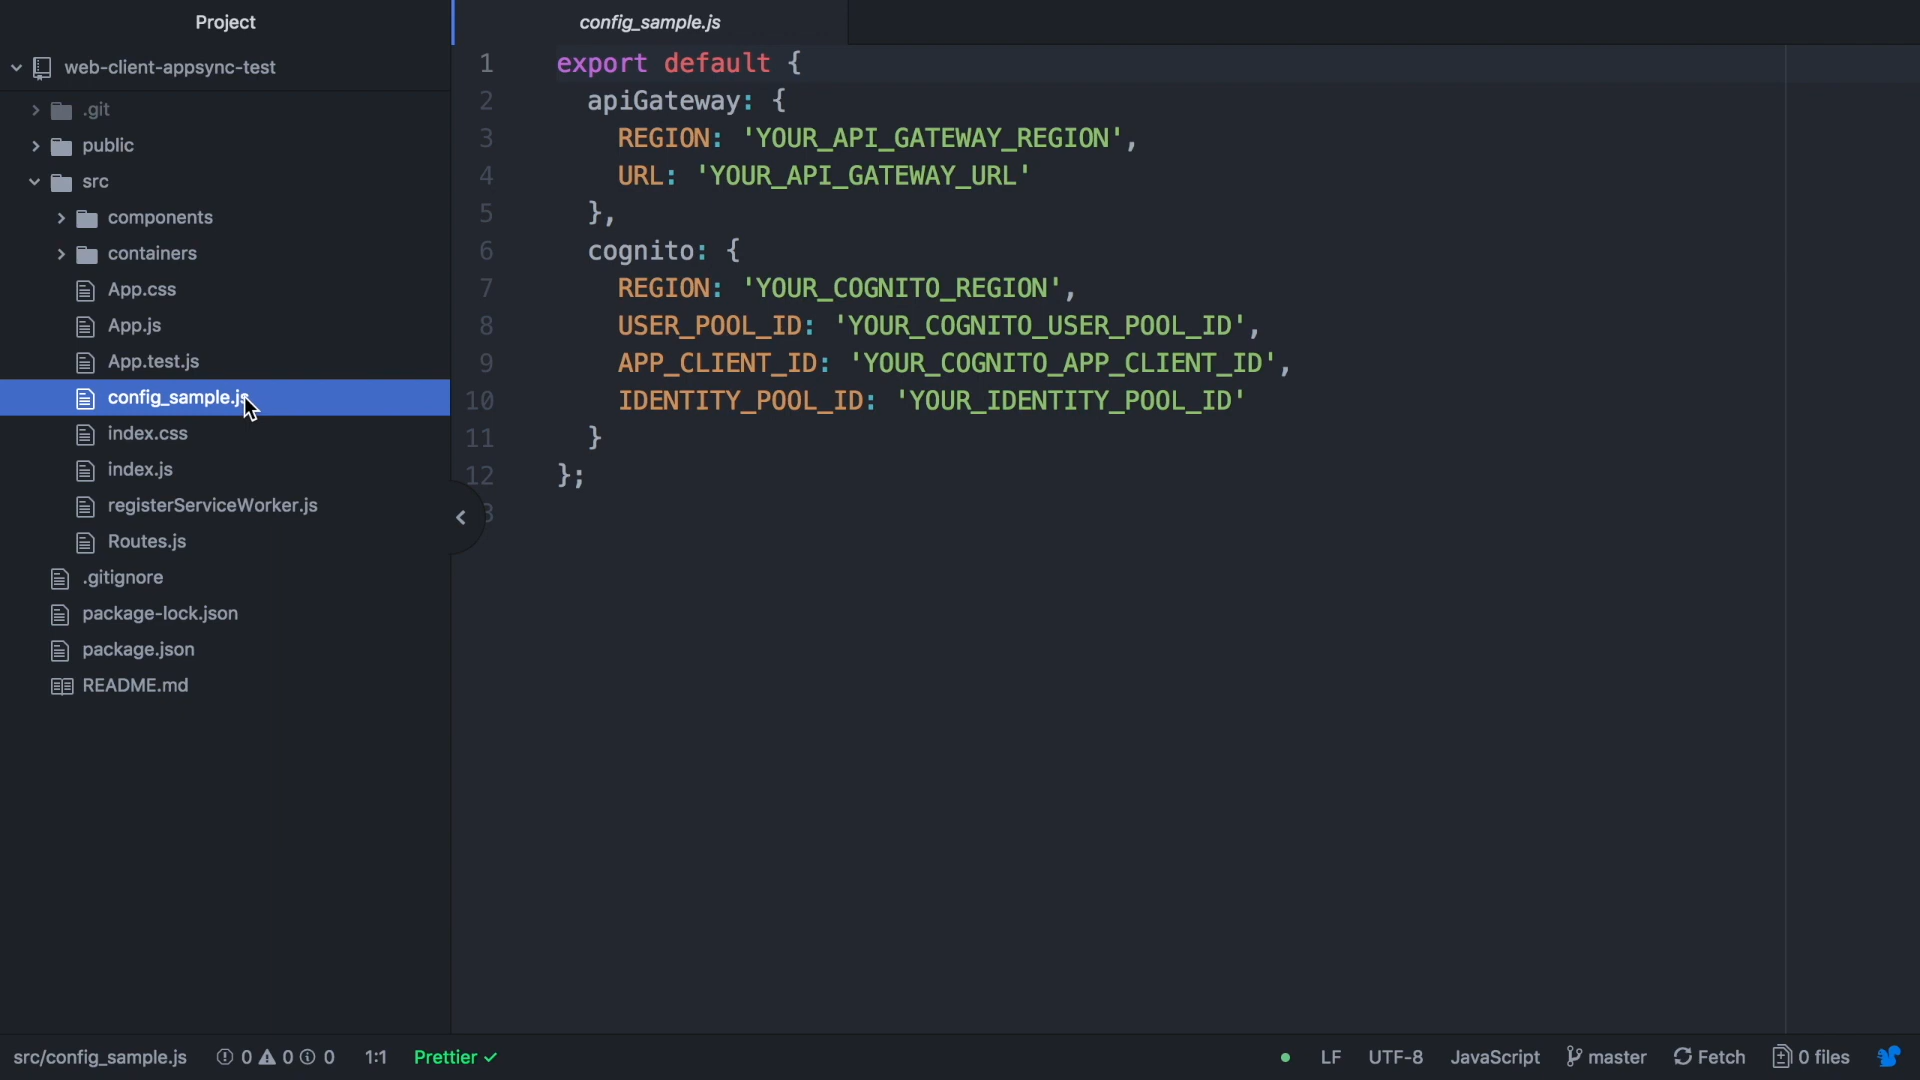 Project
web-client-appsync-test
.git
public
src
components
containers
App.css
App.js
App.test.js
config_sample.js
index.css
index.js
registerServiceWorker.js
Routes.js
.gitignore
package-lock.json
package.json
README.md
config_sample.js
1 export default {
2 apiGateway: {
3 REGION: 'YOUR_API_GATEWAY_REGION',
4 URL: 'YOUR_API_GATEWAY_URL'
5 },
6 cognito: {
7 REGION: 'YOUR_COGNITO_REGION',
8 USER_POOL_ID: 'YOUR_COGNITO_USER_POOL_ID',
9 APP_CLIENT_ID: 'YOUR_COGNITO_APP_CLIENT_ID',
10 IDENTITY_POOL_ID: 'YOUR_IDENTITY_POOL_ID'
11 }
12 };
src/config_sample.js 0 0 0 1:1 Prettier ✓ LF UTF-8 JavaScript master Fetch 0 files